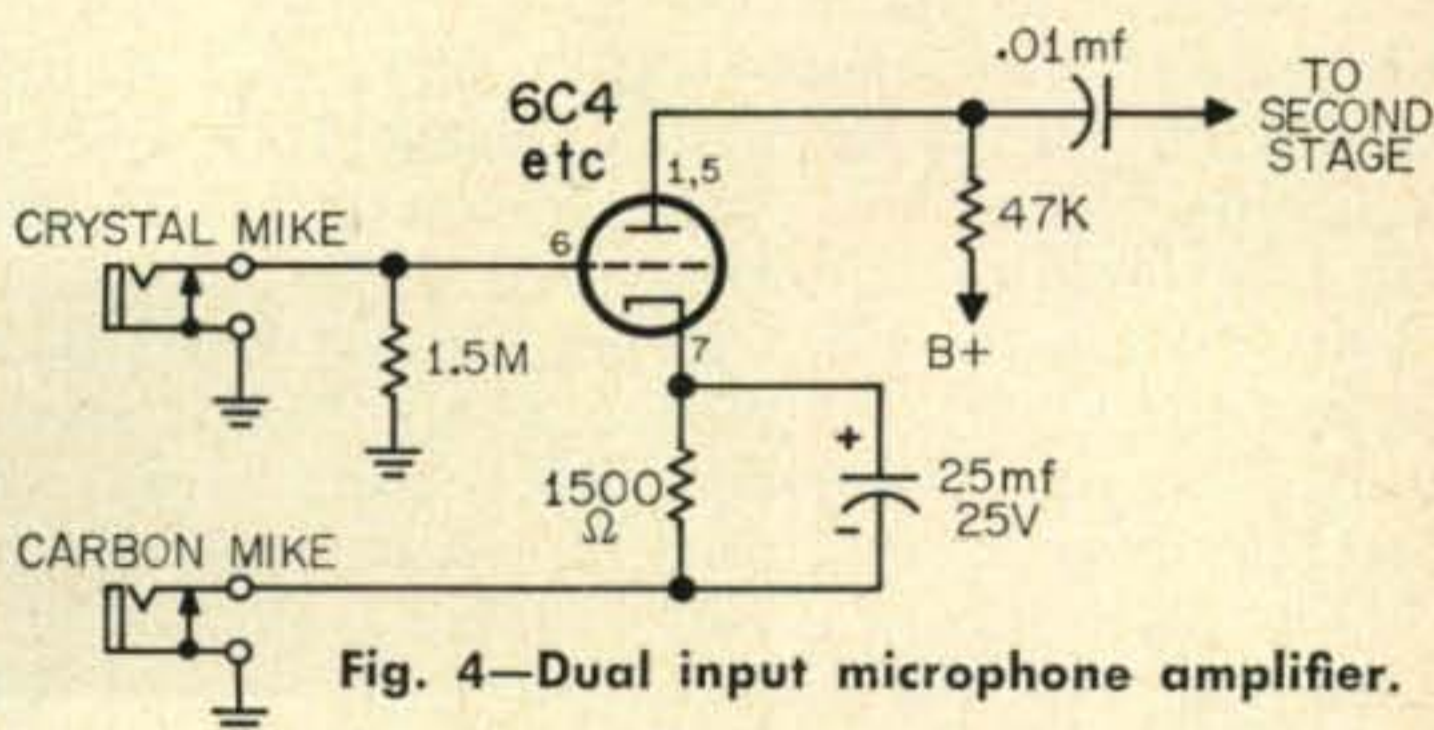 .01mf
TO
SECOND
STAGE
6C4
etc
1,5
47K
CRYSTAL MIKE
6
B+
1.5M
7
+
1500
Ω
25mf
25V
-
CARBON MIKE
Fig. 4—Dual input microphone amplifier.